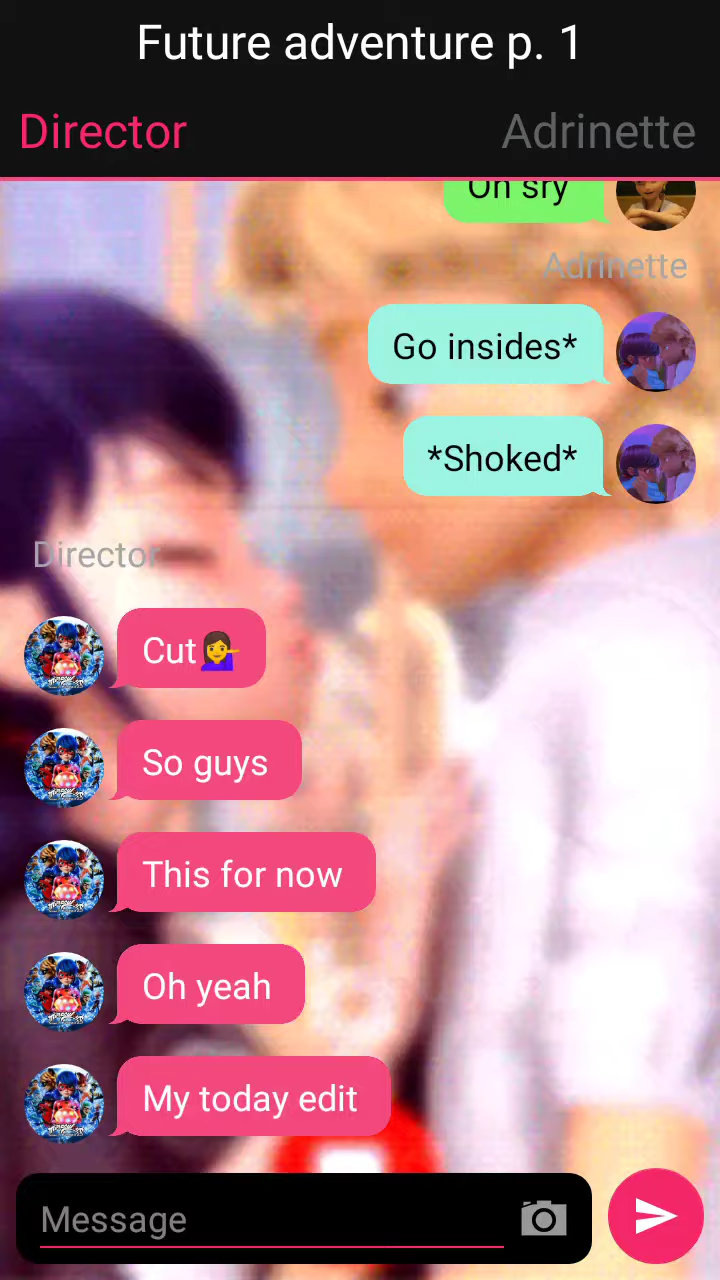 Future adventure p. 1
Director
Adrinette
Oh sry
Adrinette
Go insides*
*Shoked*
Director
Cut💁‍♀️
So guys
This for now
Oh yeah
My today edit
Message